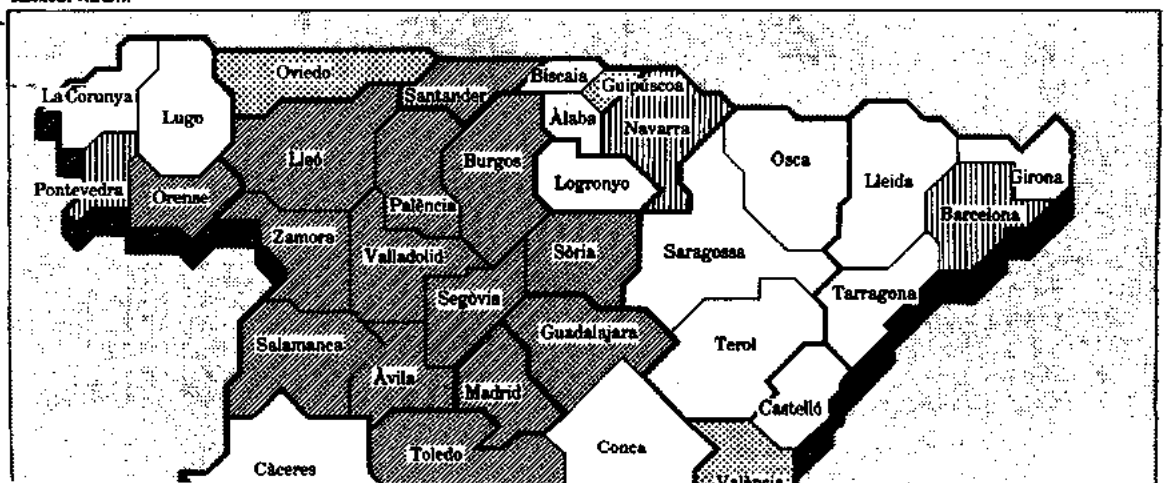 Oviedo
Biscaia
Guipúscoa
La Corunya
Santander
Lugo
Àlaba
Navarra
Lleó
Burgos
Osca
Lleida
Girona
Pontevedra
Orense
Logronyo
Palència
Barcelona
Zamora
Valladolid
Sòria
Saragossa
Segòvia
Tarragona
Salamanca
Guadalajara
Terol
Àvila
Madrid
Castelló
Càceres
Toledo
Conca
València